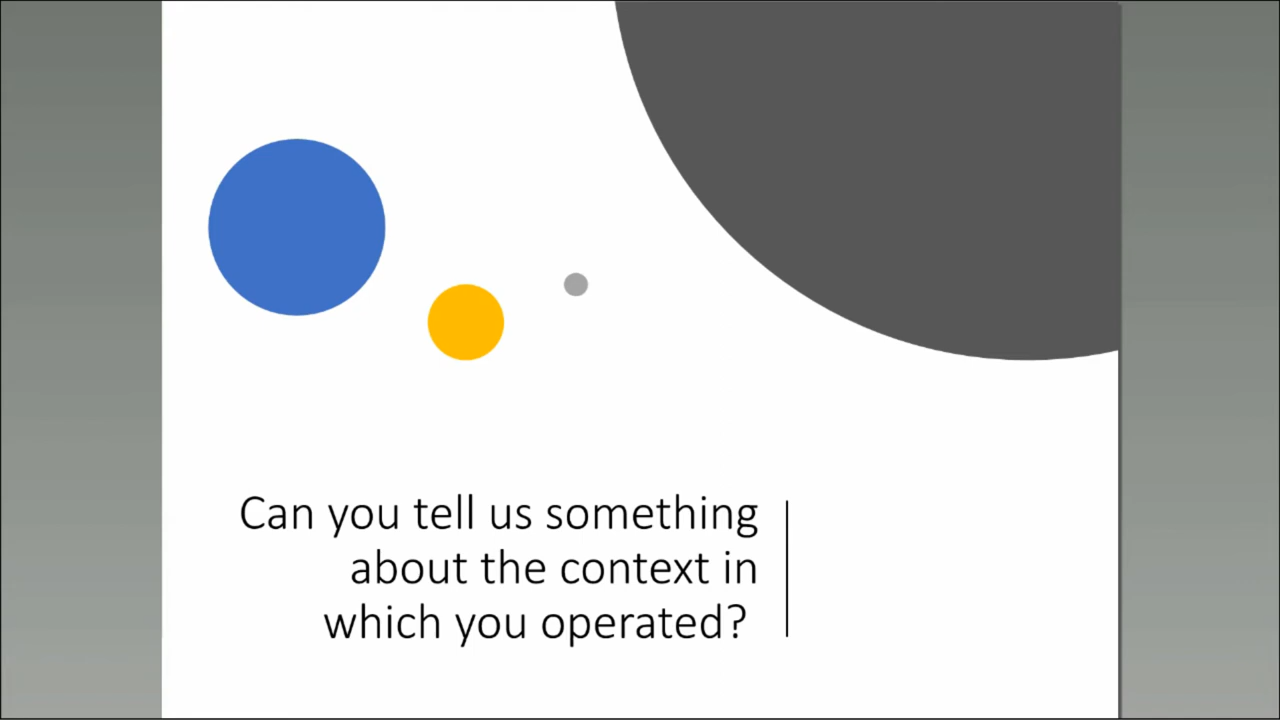 Can you tell us something
about the context in
which you operated?